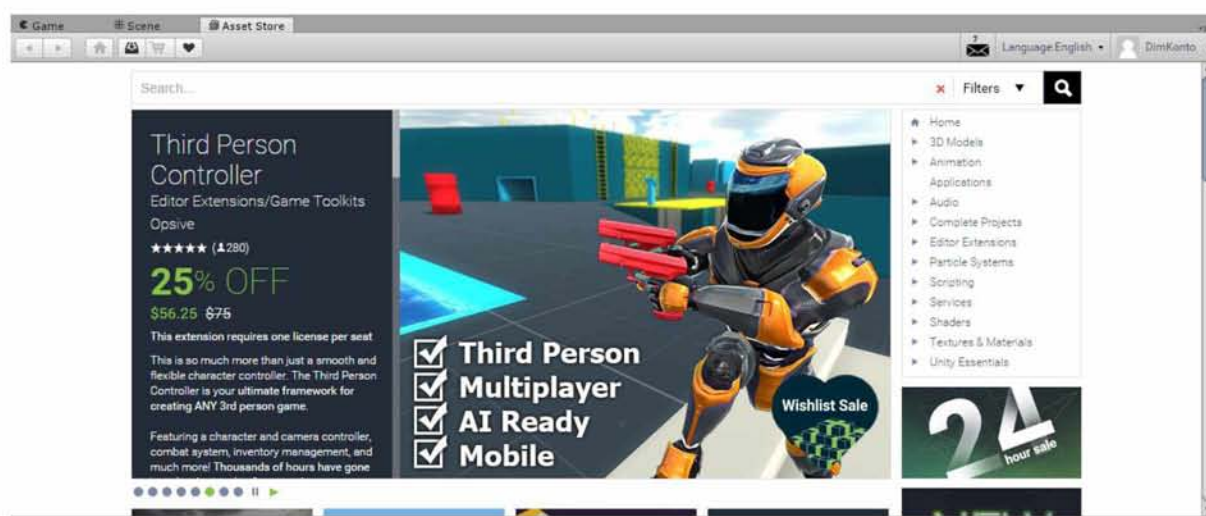 Game
Scene
Asset Store
7
Language:English
DimKonto
Search...
Filters
Third Person
Controller
Editor Extensions/Game Toolkits
Opsive
★★★★★ (280)
25% OFF
$56.25 $75
This extension requires one license per seat
This is so much more than just a smooth and
flexible character controller. The Third Person
Controller is your ultimate framework for
creating ANY 3rd person game.
Featuring a character and camera controller,
combat system, inventory management, and
much more! Thousands of hours have gone
Third Person
Multiplayer
AI Ready
Mobile
Wishlist Sale
Home
3D Models
Animation
Applications
Audio
Complete Projects
Editor Extensions
Particle Systems
Scripting
Services
Shaders
Textures & Materials
Unity Essentials
24
hour sale